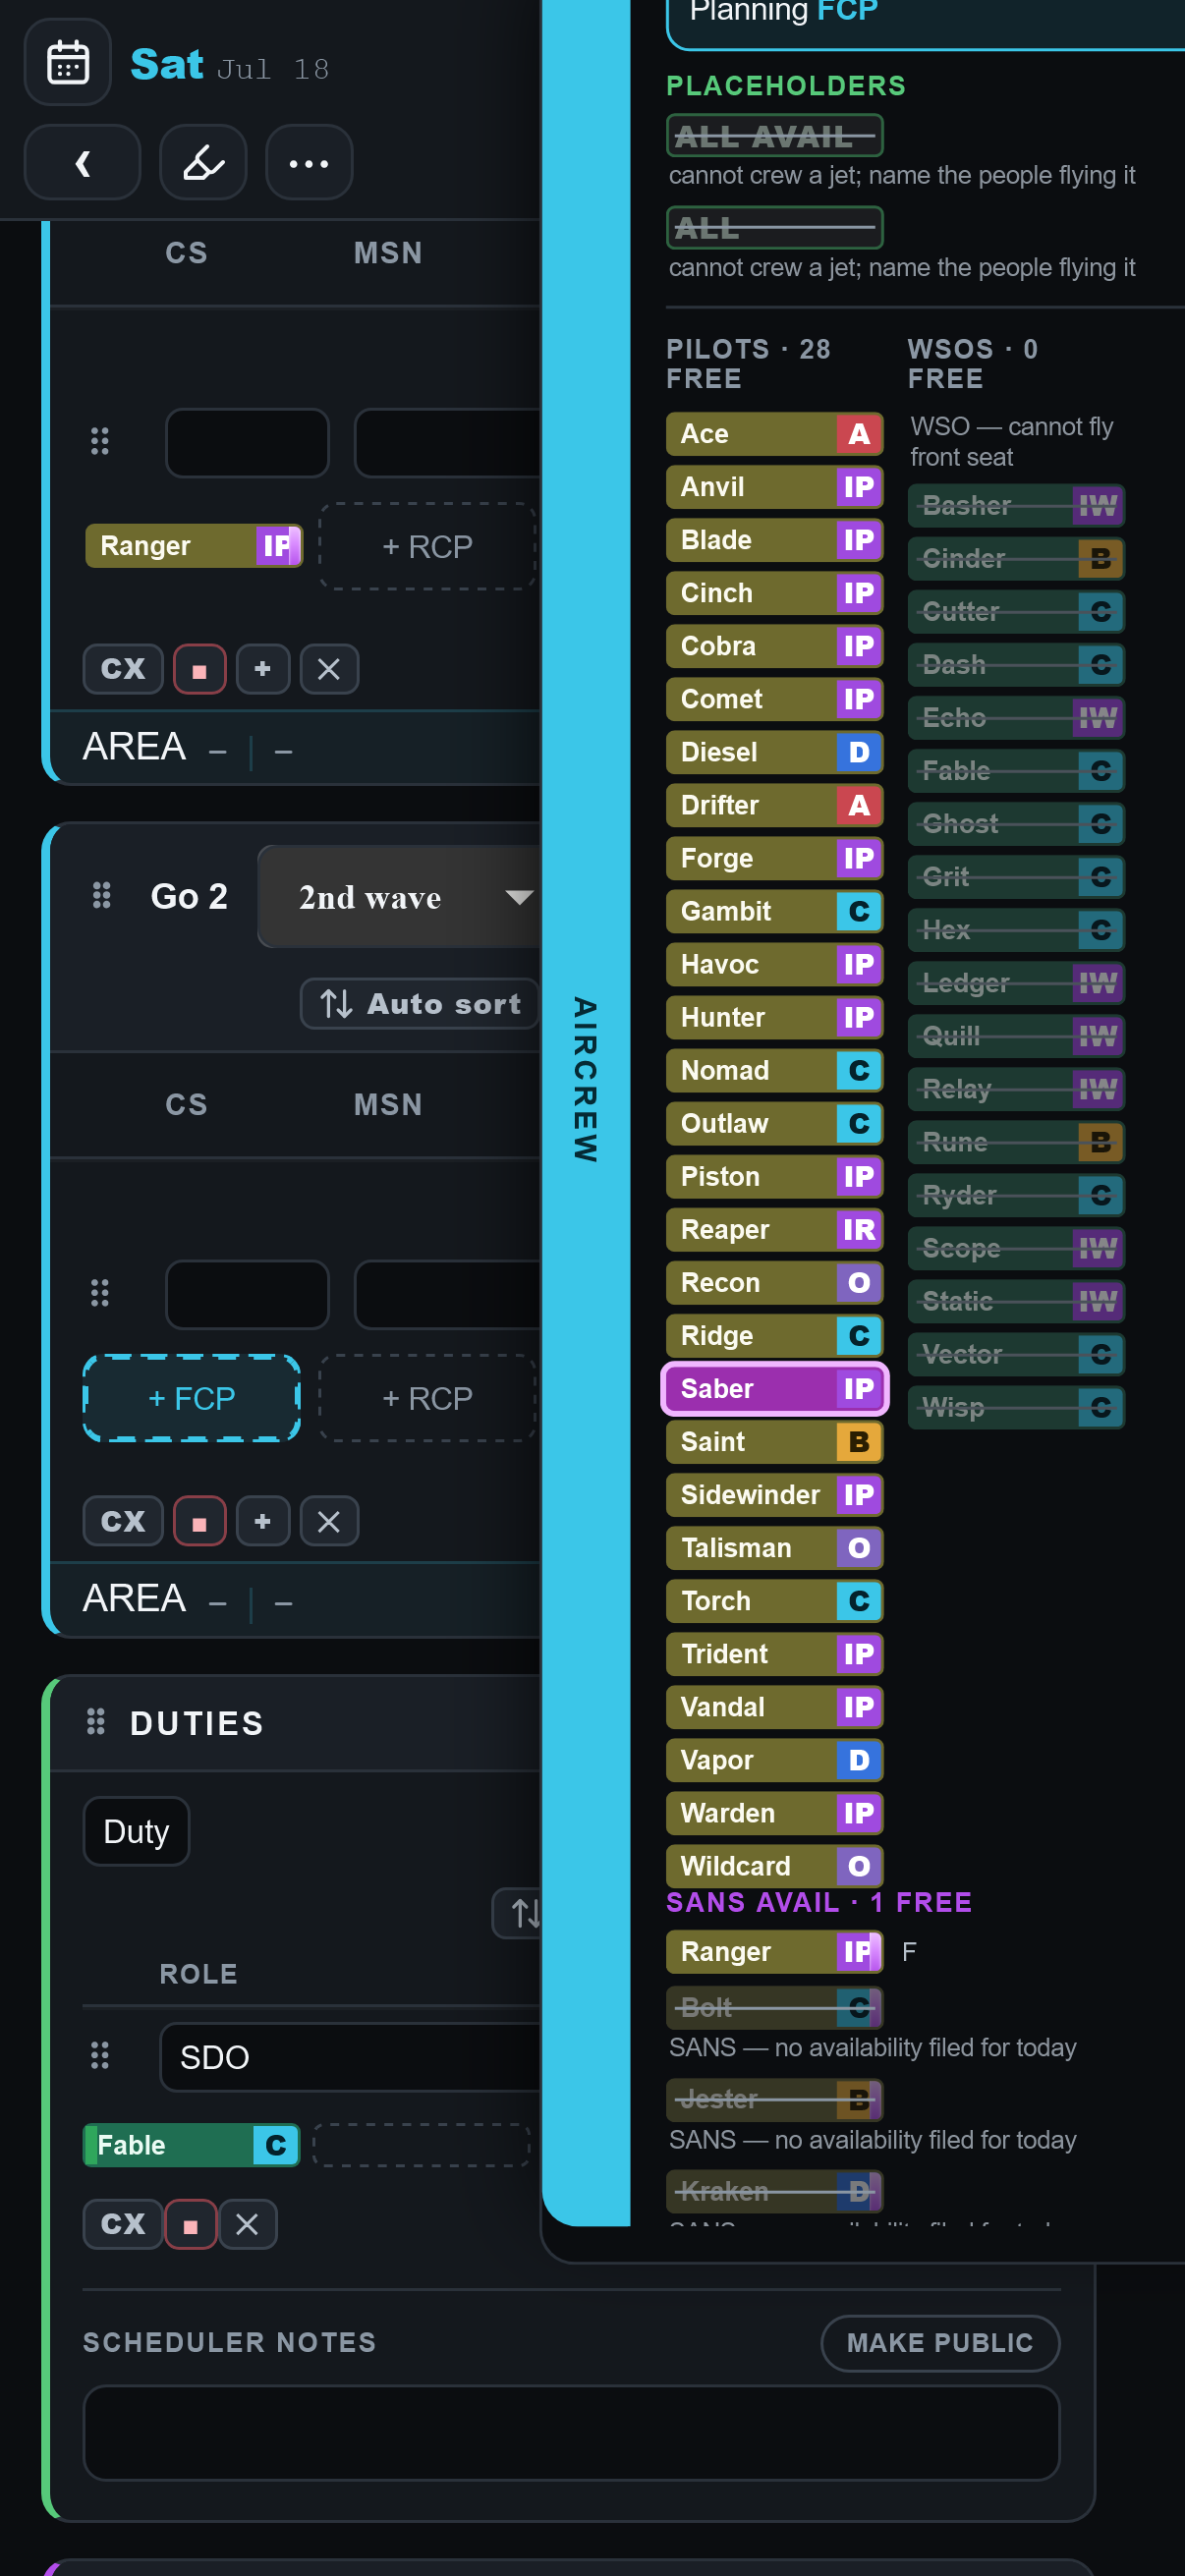 Planning FCP
Sat Jul 18
PLACEHOLDERS
ALL AVAIL
cannot crew a jet; name the people flying it
ALL
cannot crew a jet; name the people flying it
CS MSN
Ranger IP
+ RCP
CX + ×
AREA – | –
Go 2 2nd wave
Auto sort
CS MSN
+ FCP + RCP
CX + ×
AREA – | –
DUTIES
Duty
ROLE
SDO
Fable C
CX ×
SCHEDULER NOTES
MAKE PUBLIC
AIRCREW
PILOTS · 28
FREE
Ace A
Anvil IP
Blade IP
Cinch IP
Cobra IP
Comet IP
Diesel D
Drifter A
Forge IP
Gambit C
Havoc IP
Hunter IP
Nomad C
Outlaw C
Piston IP
Reaper IR
Recon O
Ridge C
Saber IP
Saint B
Sidewinder IP
Talisman O
Torch C
Trident IP
Vandal IP
Vapor D
Warden IP
Wildcard O
WSOS · 0
FREE
WSO — cannot fly
front seat
Basher IW
Cinder B
Cutter C
Dash C
Echo IW
Fable C
Ghost C
Grit C
Hex C
Ledger IW
Quill IW
Relay IW
Rune B
Ryder C
Scope IW
Static IW
Vector C
Wisp C
SANS AVAIL · 1 FREE
Ranger IP F
Bolt C
SANS — no availability filed for today
Jester B
SANS — no availability filed for today
Kraken D